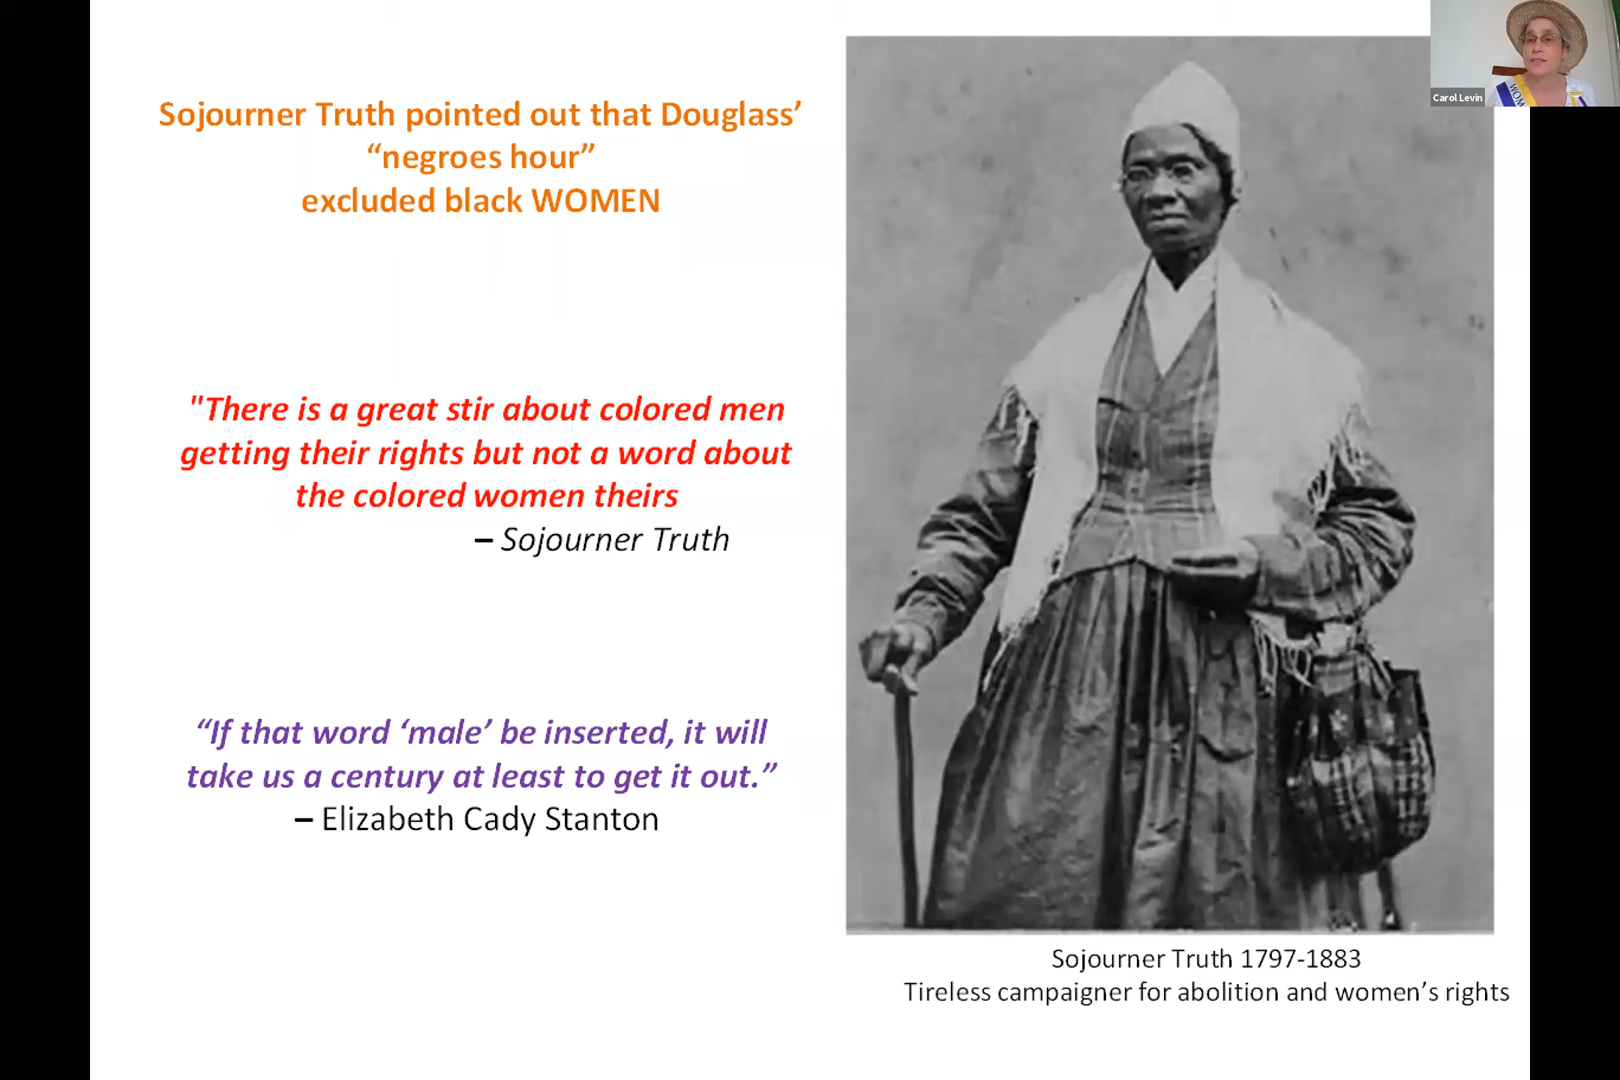 Sojourner Truth pointed out that Douglass’
“negroes hour”
excluded black WOMEN
"There is a great stir about colored men
getting their rights but not a word about
the colored women theirs
– Sojourner Truth
“If that word ‘male’ be inserted, it will
take us a century at least to get it out.”
– Elizabeth Cady Stanton
Carol Levin
Sojourner Truth 1797-1883
Tireless campaigner for abolition and women’s rights